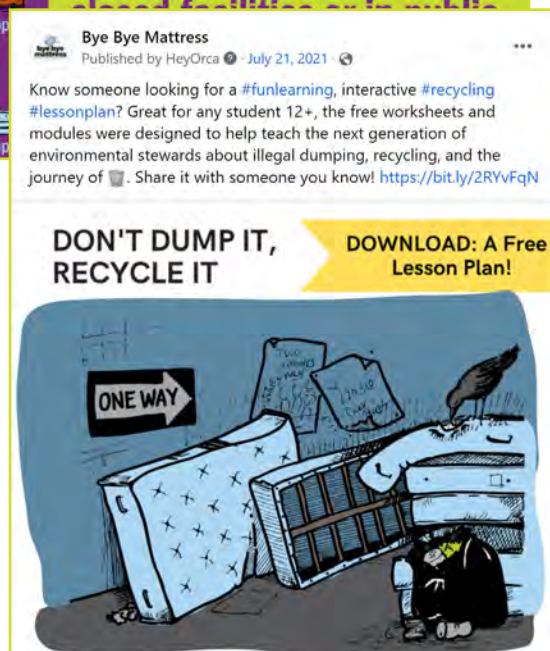 closed facilities or in public
bye bye
mattress
Bye Bye Mattress
Published by HeyOrca · July 21, 2021 ·
Know someone looking for a #funlearning, interactive #recycling
#lessonplan? Great for any student 12+, the free worksheets and
modules were designed to help teach the next generation of
environmental stewards about illegal dumping, recycling, and the
journey of 🗑️. Share it with someone you know! https://bit.ly/2RYvFqN
DON'T DUMP IT,
RECYCLE IT
DOWNLOAD: A Free
Lesson Plan!
ONE WAY